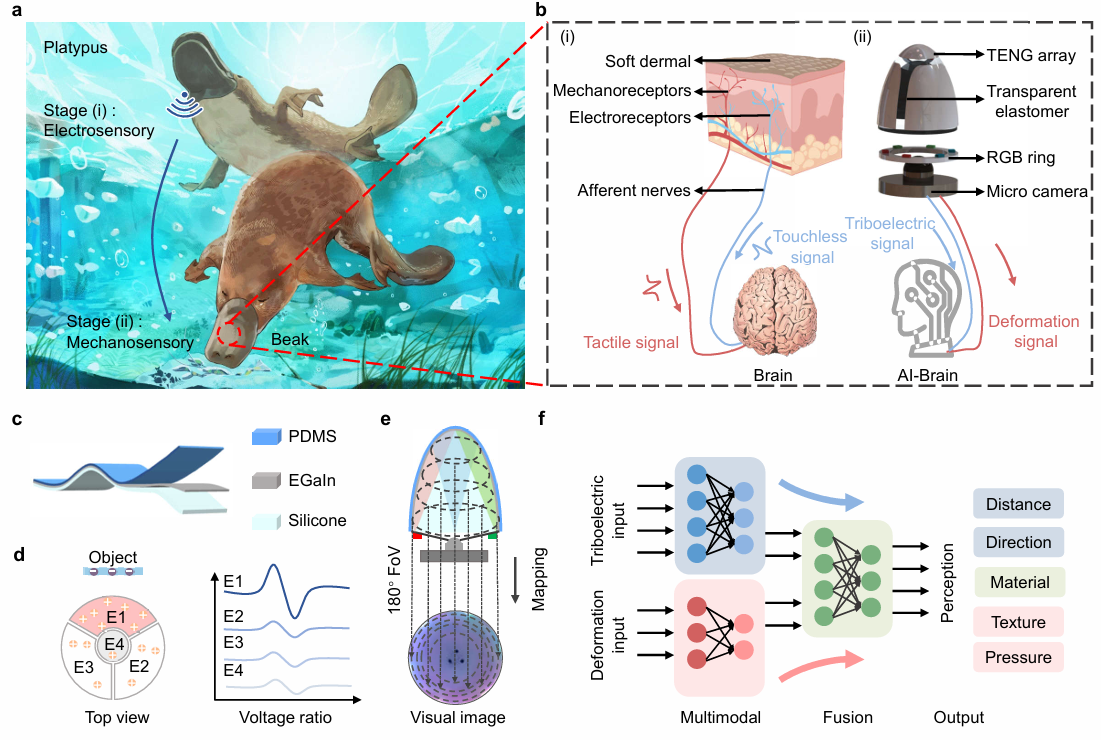 a
Platypus
Stage (i) :
Electrosensory
Stage (ii) :
Mechanosensory
Beak
b
(i)
Soft dermal
Mechanoreceptors
Electroreceptors
Afferent nerves
Touchless
signal
Tactile signal
Brain
(ii)
TENG array
Transparent
elastomer
RGB ring
Micro camera
Triboelectric
signal
Deformation
signal
AI-Brain
c
PDMS
EGaIn
Silicone
d
Object
E1
E4
E3
E2
Top view
E1
E2
E3
E4
Voltage ratio
e
180° FoV
Mapping
Visual image
f
Triboelectric
input
Deformation
input
Multimodal
Fusion
Output
Perception
Distance
Direction
Material
Texture
Pressure